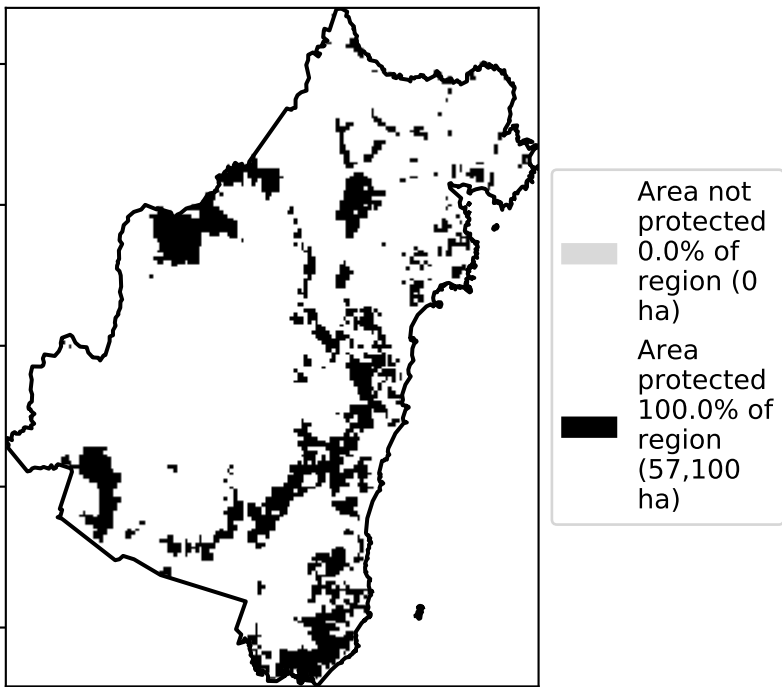 Area not
protected
0.0% of
region (0
ha)
Area
protected
100.0% of
region
(57,100
ha)